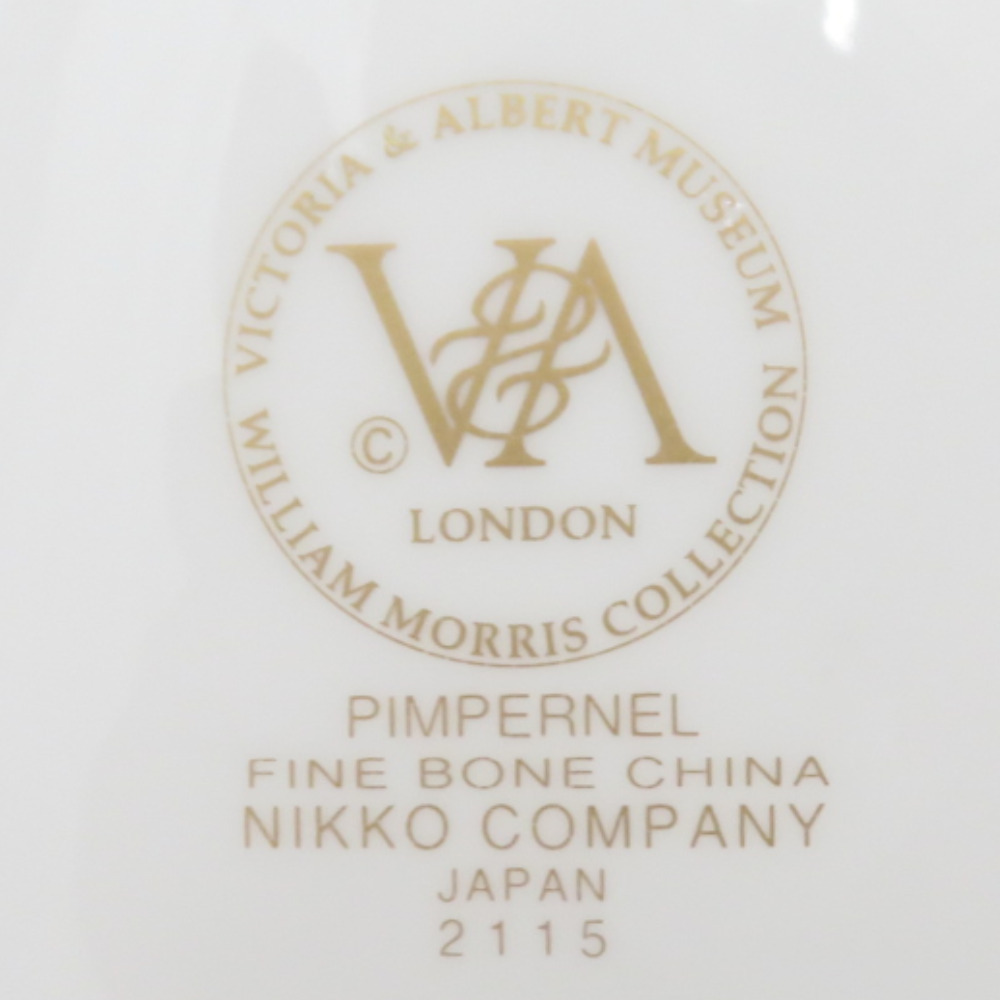 VICTORIA & ALBERT MUSEUM
V&A
©
LONDON
WILLIAM MORRIS COLLECTION
PIMPERNEL
FINE BONE CHINA
NIKKO COMPANY
JAPAN
2115